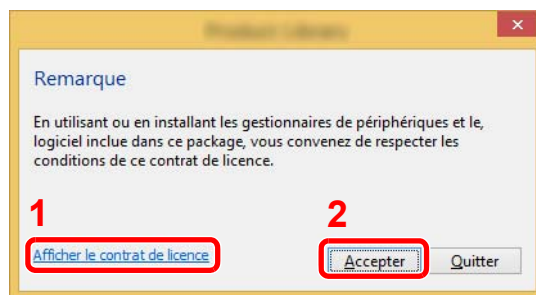 Remarque
En utilisant ou en installant les gestionnaires de périphériques et le,
logiciel inclue dans ce package, vous convenez de respecter les
conditions de ce contrat de licence.
1
2
Afficher le contrat de licence
Accepter Quitter